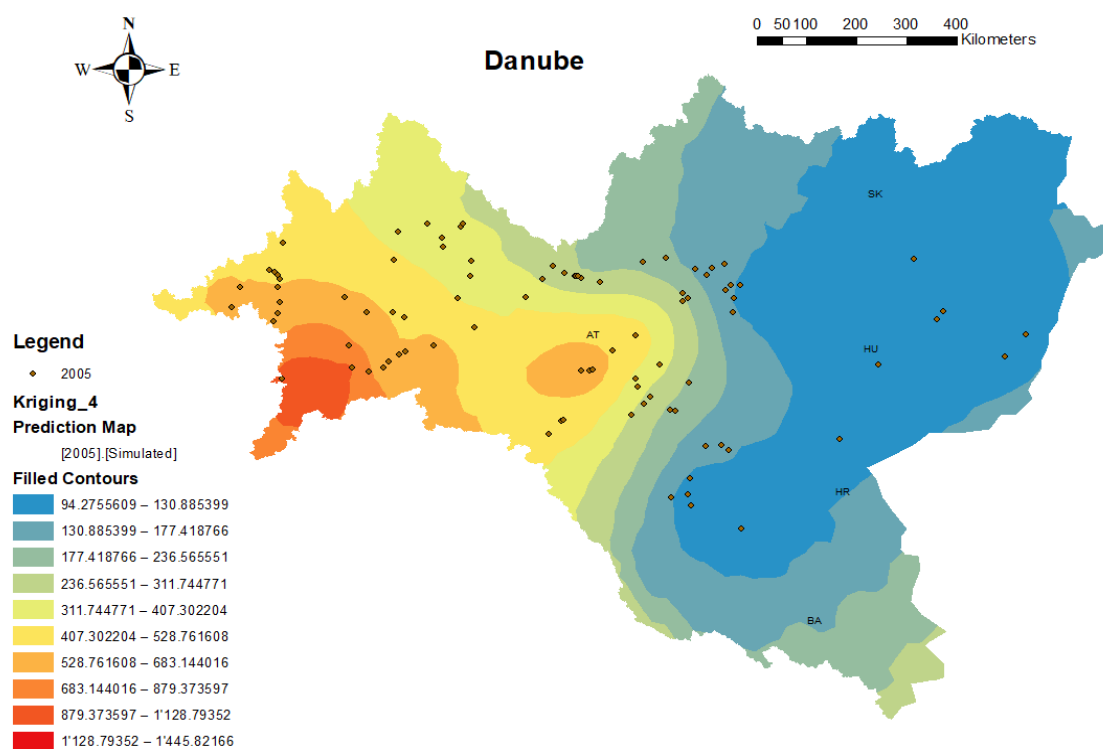 N
W E
S
Danube
0 50 100 200 300 400
Kilometers
SK
AT
HU
HR
BA
Legend
2005
Kriging_4
Prediction Map
[2005].[Simulated]
Filled Contours
94.2755609 – 130.885399
130.885399 – 177.418766
177.418766 – 236.565551
236.565551 – 311.744771
311.744771 – 407.302204
407.302204 – 528.761608
528.761608 – 683.144016
683.144016 – 879.373597
879.373597 – 1'128.79352
1'128.79352 – 1'445.82166